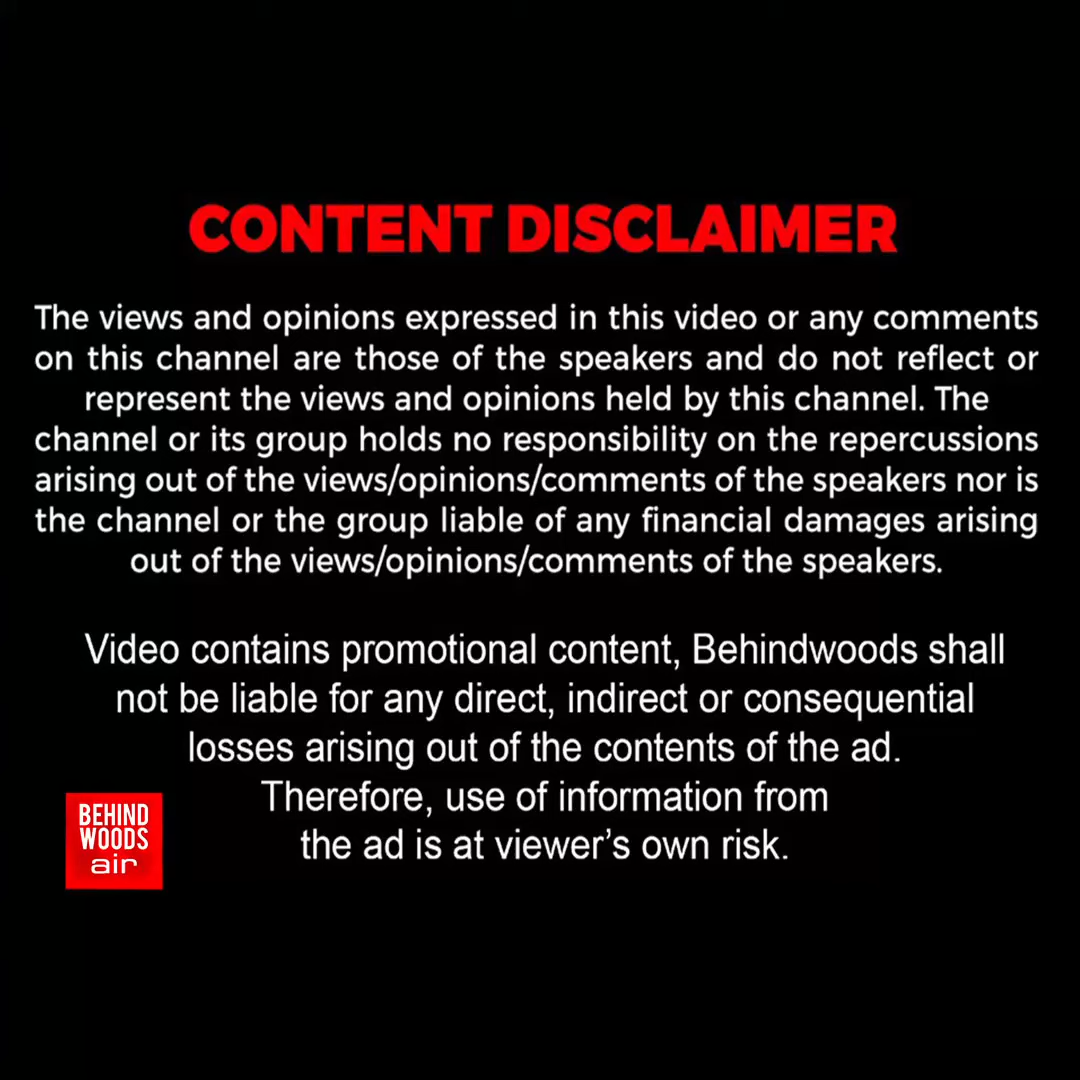 CONTENT DISCLAIMER
The views and opinions expressed in this video or any comments
on this channel are those of the speakers and do not reflect or
represent the views and opinions held by this channel. The
channel or its group holds no responsibility on the repercussions
arising out of the views/opinions/comments of the speakers nor is
the channel or the group liable of any financial damages arising
out of the views/opinions/comments of the speakers.
Video contains promotional content, Behindwoods shall
not be liable for any direct, indirect or consequential
losses arising out of the contents of the ad.
Therefore, use of information from
the ad is at viewer’s own risk.
BEHIND
WOODS
air